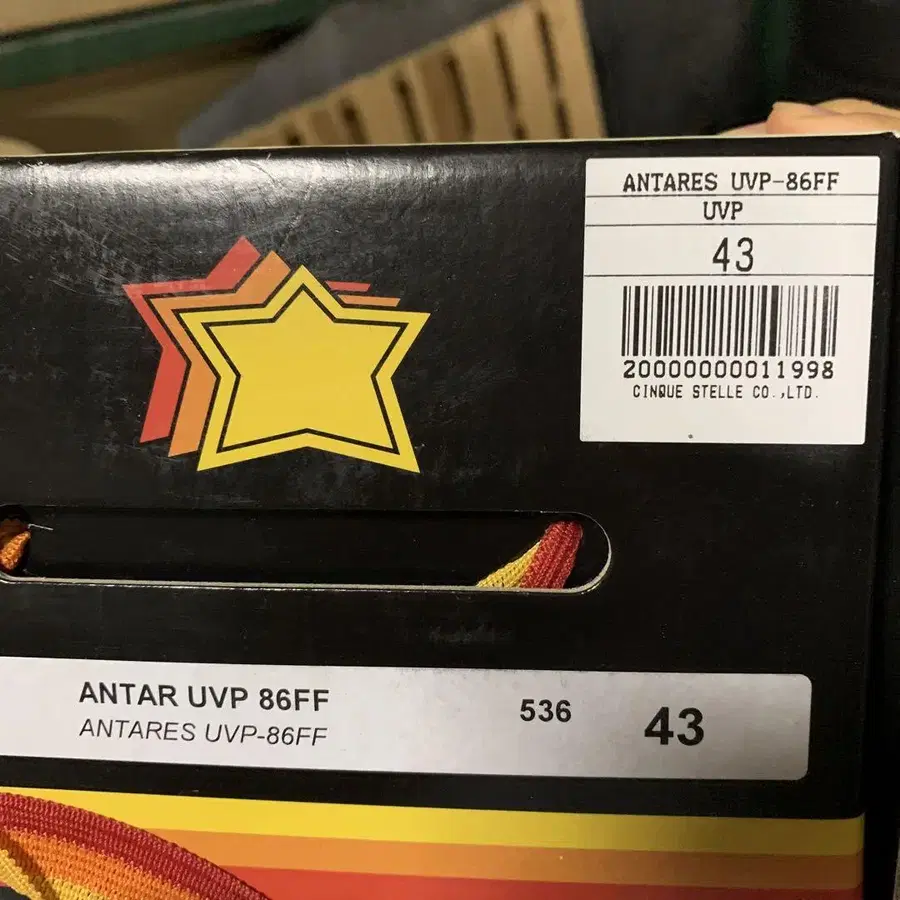 ANTARES UVP-86FF
UVP
43
20000000011998
CINQUE STELLE CO.,LTD.
ANTAR UVP 86FF 536 43
ANTARES UVP-86FF